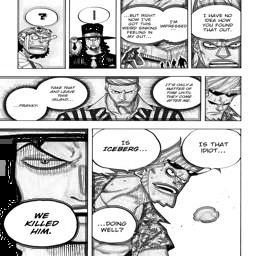 I HAVE NO
IDEA HOW
YOU FOUND
THAT OUT.
I'M
IMPRESSED...
...BUT RIGHT
NOW I'VE
GOT THIS
WEIRD SINKING
FEELING IN
MY GUT...
!
?
IT'S ONLY A
MATTER OF
TIME UNTIL
THEY COME
AFTER ME.
TAKE THAT
AND LEAVE
THIS
ISLAND...
...FRANKY.
IS THAT
IDIOT...
IS
ICEBERG...
...DOING
WELL?
WE
KILLED
HIM.